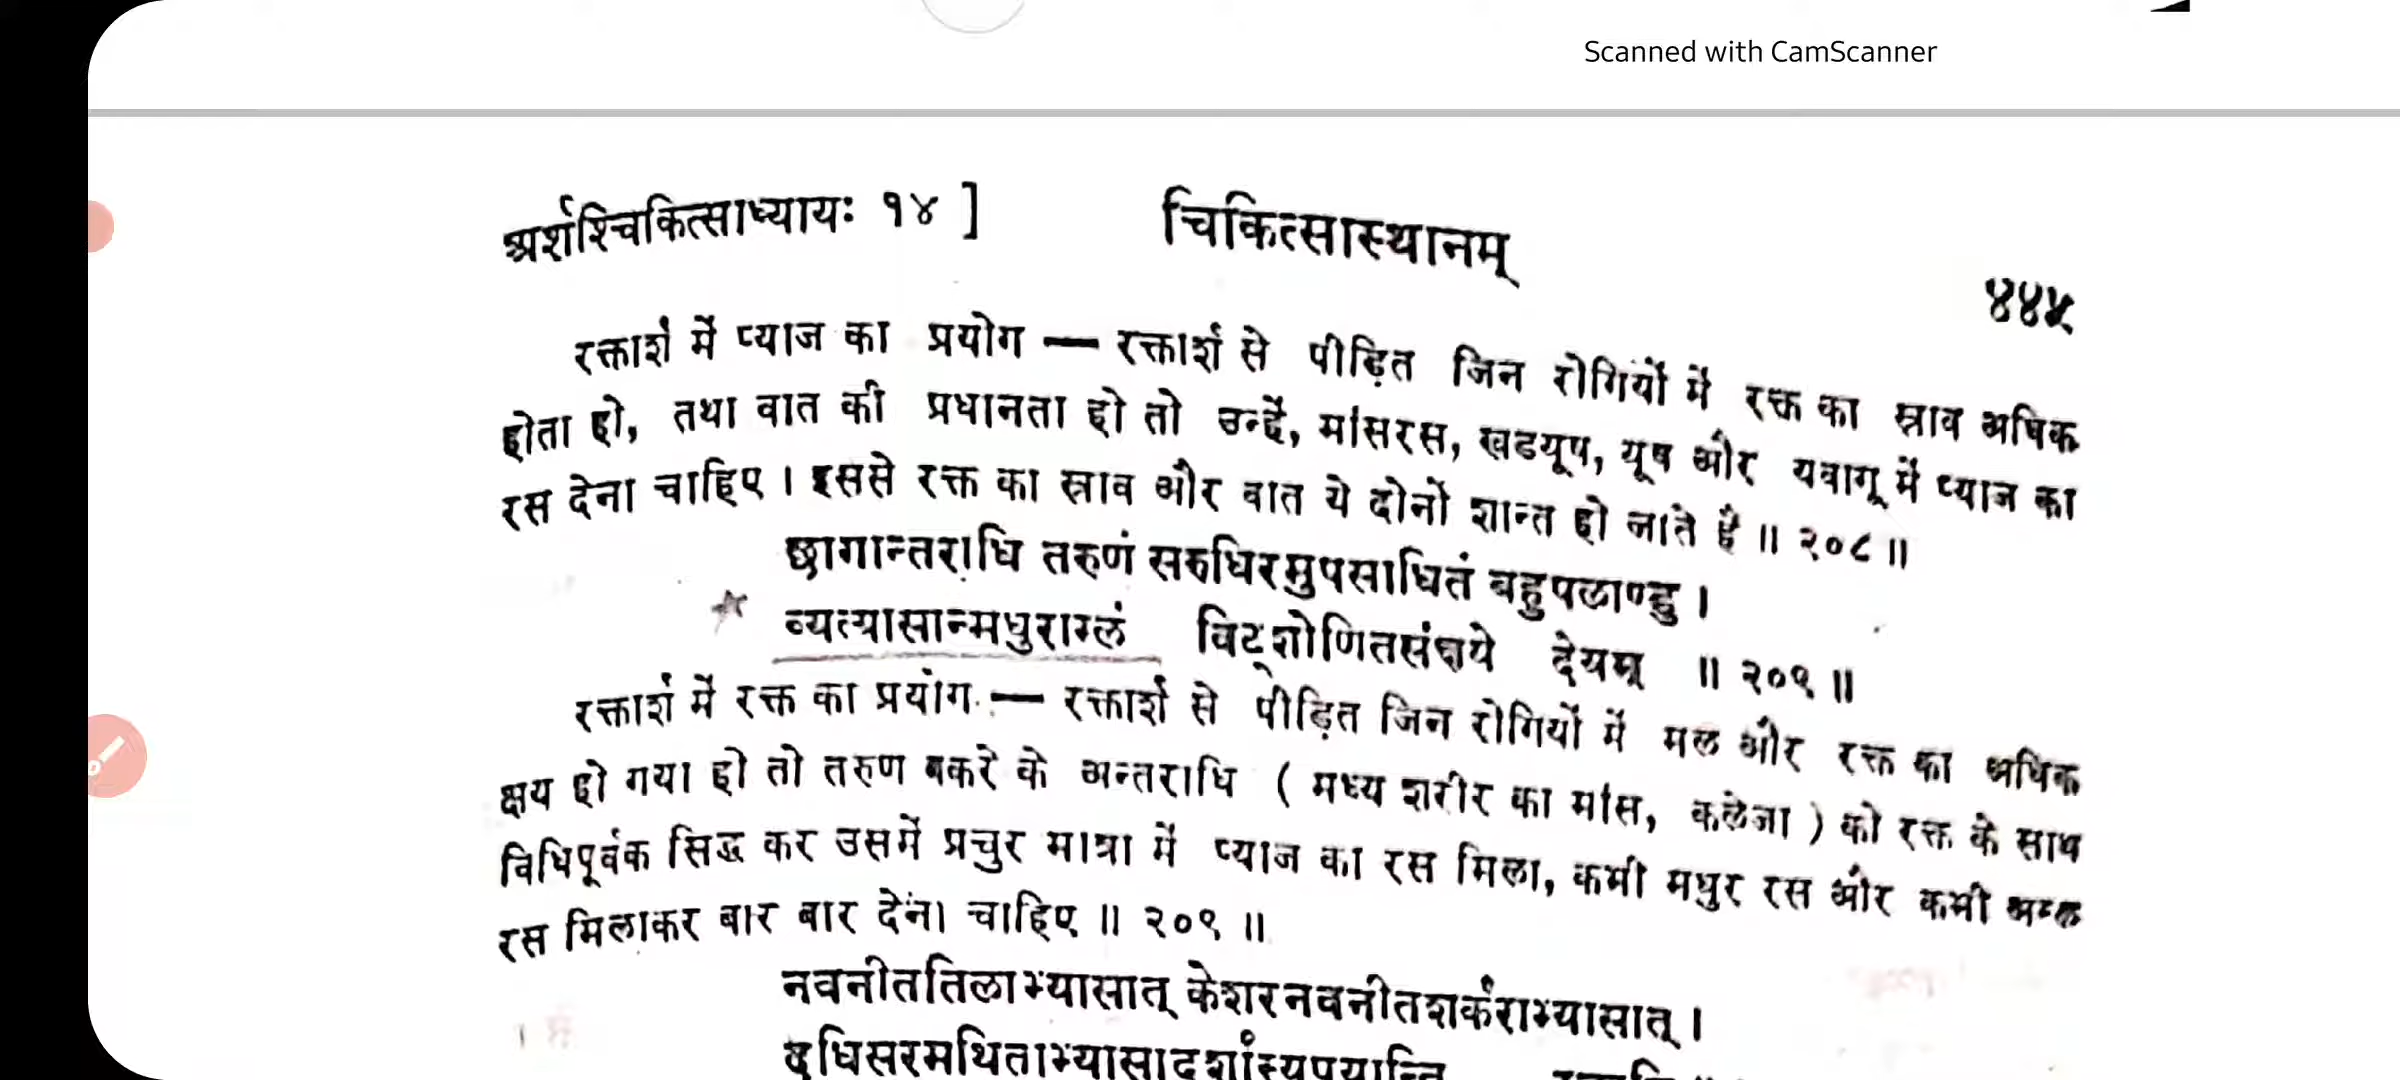 Scanned with CamScanner
अर्शश्चिकित्साध्यायः १४ ] चिकित्सास्थानम् ४४५
रक्तार्श में प्याज का प्रयोग — रक्तार्श से पीड़ित जिन रोगियों में रक्त का स्राव अधिक
होता हो, तथा वात की प्रधानता हो तो उन्हें, मांसरस, खडयूष, यूष और यवागू में प्याज का
रस देना चाहिए । इससे रक्त का स्राव और वात ये दोनों शान्त हो जाते हैं ॥ २०८ ॥
छागान्तराधि तरुणं सरुधिरमुपसाधितं बहुपलाण्डु ।
व्यत्यासान्मधुराम्लं विट्शोणितसंक्षये देयम् ॥ २०९ ॥
रक्तार्श में रक्त का प्रयोग — रक्तार्श से पीड़ित जिन रोगियों में मल और रक्त का अधिक
क्षय हो गया हो तो तरुण बकरे के अन्तराधि ( मध्य शरीर का मांस, कलेजा ) को रक्त के साथ
विधिपूर्वक सिद्ध कर उसमें प्रचुर मात्रा में प्याज का रस मिला, कभी मधुर रस और कभी अम्ल
रस मिलाकर बार बार देना चाहिए ॥ २०९ ॥
नवनीततिलाभ्यासात् केशरनवनीतशर्कराभ्यासात् ।
दधिसरमथिताभ्यासादर्शांस्यपयान्ति